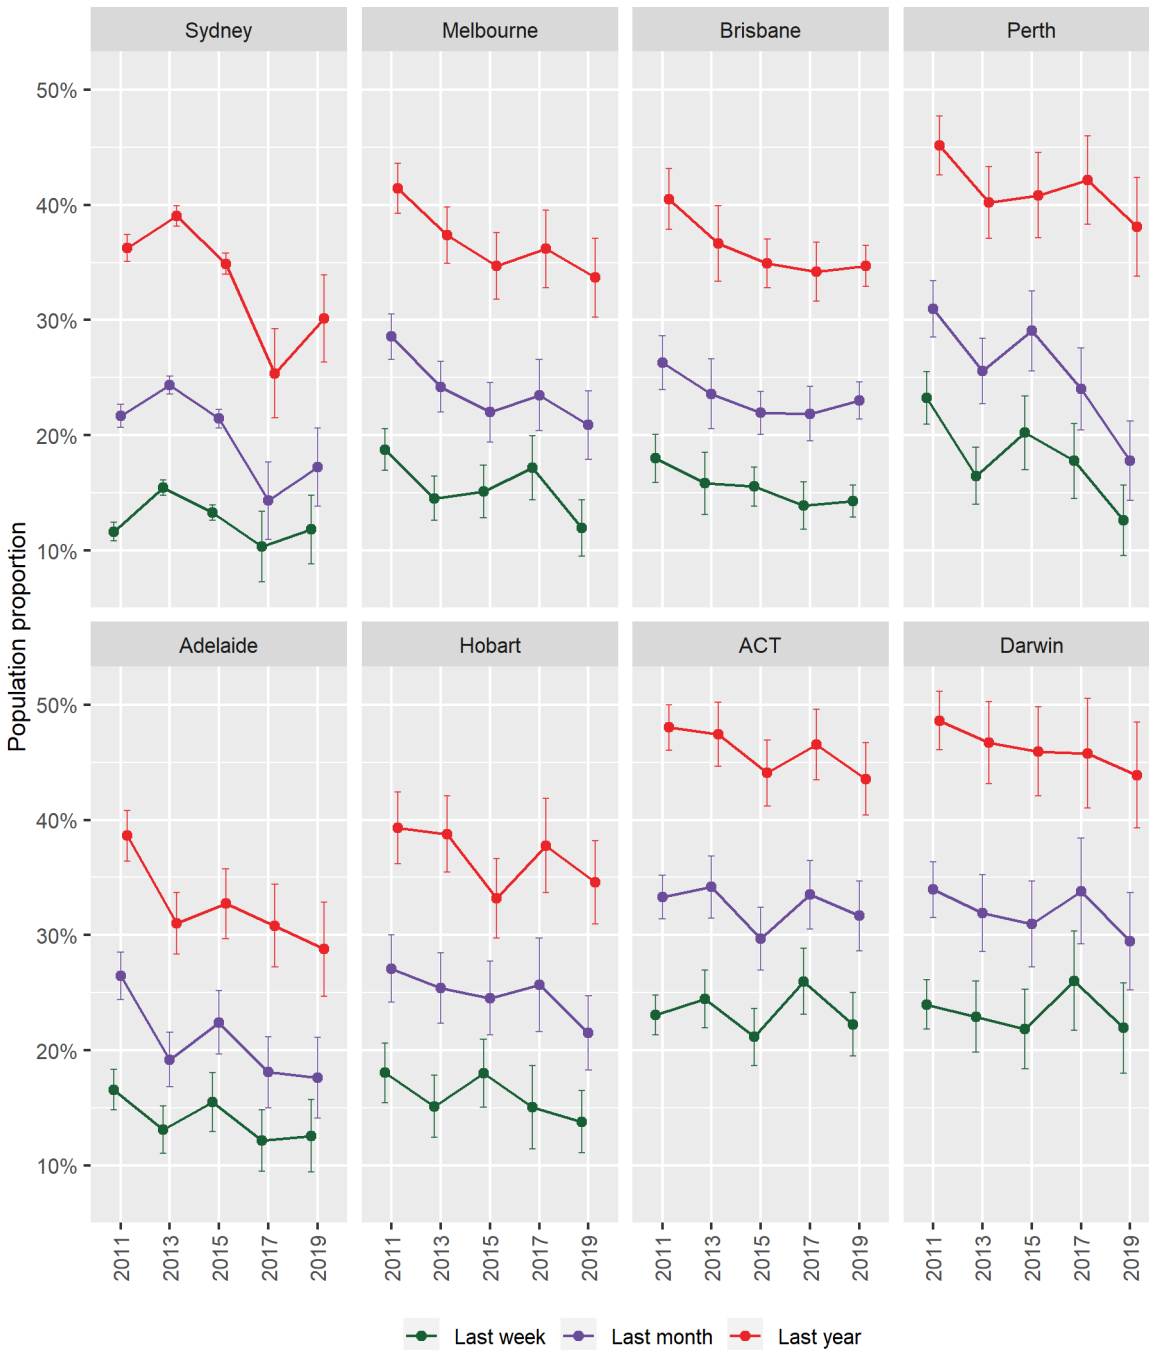 Sydney Melbourne Brisbane Perth
50%
40%
30%
20%
10%
Population proportion
Adelaide Hobart ACT Darwin
50%
40%
30%
20%
10%
2011 2013 2015 2017 2019 2011 2013 2015 2017 2019 2011 2013 2015 2017 2019 2011 2013 2015 2017 2019
Last week Last month Last year